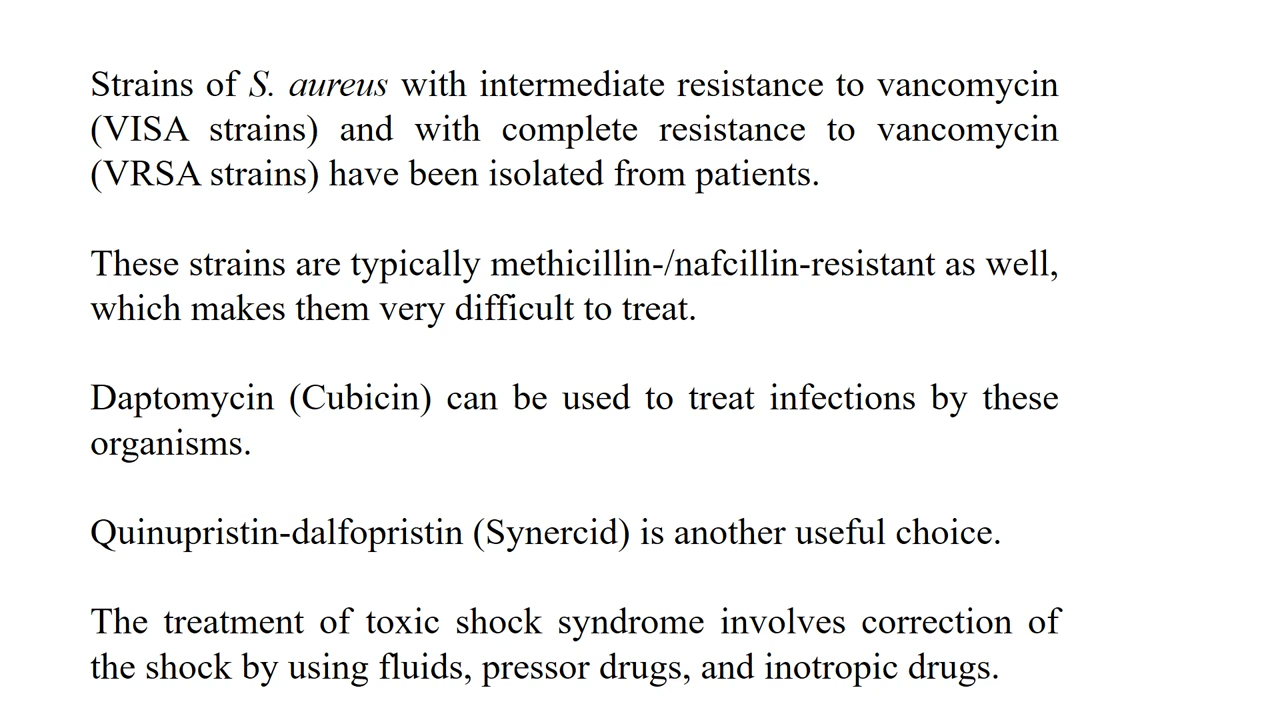 Strains of S. aureus with intermediate resistance to vancomycin
(VISA strains) and with complete resistance to vancomycin
(VRSA strains) have been isolated from patients.
These strains are typically methicillin-/nafcillin-resistant as well,
which makes them very difficult to treat.
Daptomycin (Cubicin) can be used to treat infections by these
organisms.
Quinupristin-dalfopristin (Synercid) is another useful choice.
The treatment of toxic shock syndrome involves correction of
the shock by using fluids, pressor drugs, and inotropic drugs.